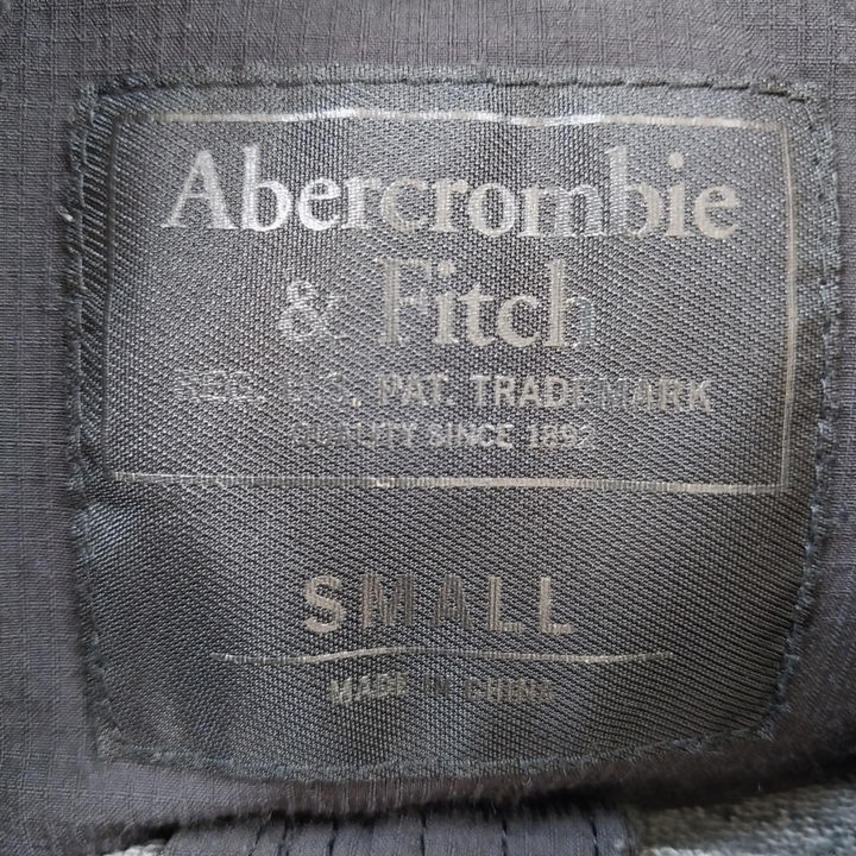 Abercrombie
& Fitch
REG. U.S. PAT. TRADEMARK
QUALITY SINCE 1892
SMALL
MADE IN CHINA